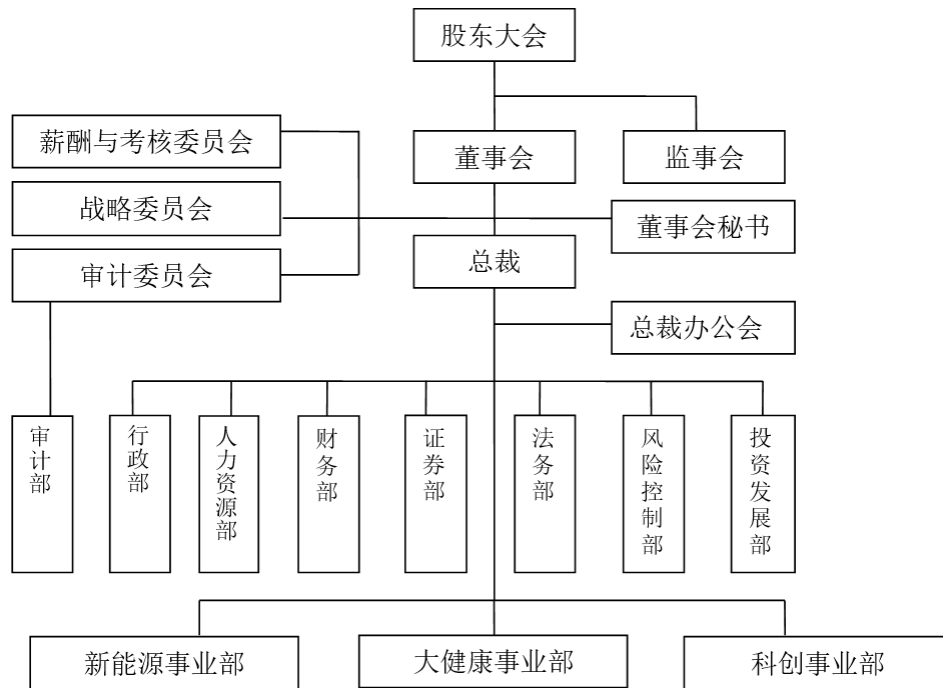 股东大会
薪酬与考核委员会
董事会
监事会
战略委员会
董事会秘书
审计委员会
总裁
总裁办公会
审计部
行政部
人力资源部
财务部
证券部
法务部
风险控制部
投资发展部
新能源事业部
大健康事业部
科创事业部